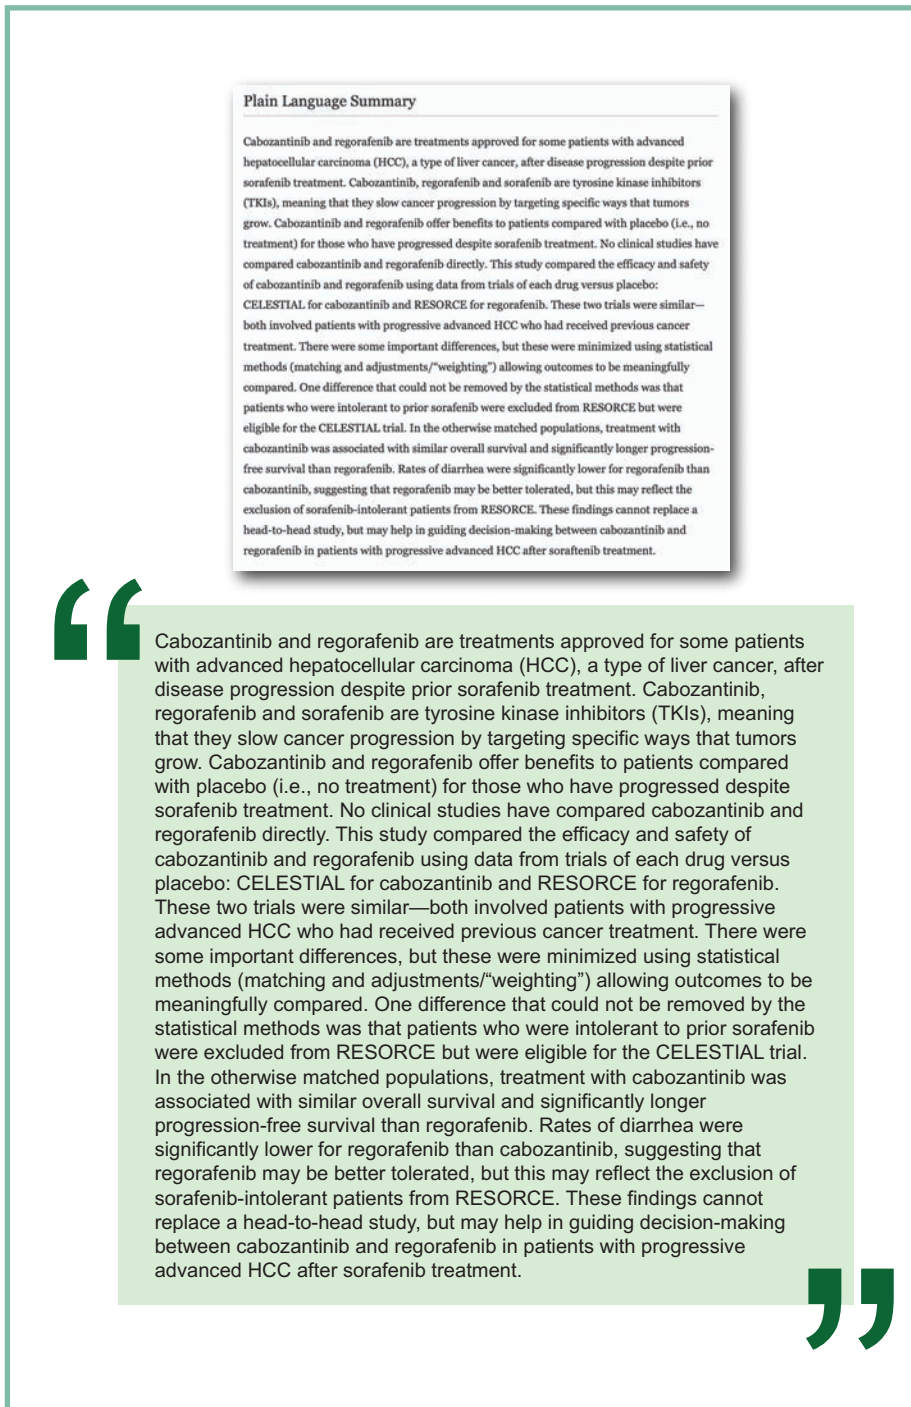 Plain Language Summary
Cabozantinib and regorafenib are treatments approved for some patients with advanced
hepatocellular carcinoma (HCC), a type of liver cancer, after disease progression despite prior
sorafenib treatment. Cabozantinib, regorafenib and sorafenib are tyrosine kinase inhibitors
(TKIs), meaning that they slow cancer progression by targeting specific ways that tumors
grow. Cabozantinib and regorafenib offer benefits to patients compared with placebo (i.e., no
treatment) for those who have progressed despite sorafenib treatment. No clinical studies have
compared cabozantinib and regorafenib directly. This study compared the efficacy and safety
of cabozantinib and regorafenib using data from trials of each drug versus placebo:
CELESTIAL for cabozantinib and RESORCE for regorafenib. These two trials were similar—
both involved patients with progressive advanced HCC who had received previous cancer
treatment. There were some important differences, but these were minimized using statistical
methods (matching and adjustments/“weighting”) allowing outcomes to be meaningfully
compared. One difference that could not be removed by the statistical methods was that
patients who were intolerant to prior sorafenib were excluded from RESORCE but were
eligible for the CELESTIAL trial. In the otherwise matched populations, treatment with
cabozantinib was associated with similar overall survival and significantly longer progression-
free survival than regorafenib. Rates of diarrhea were significantly lower for regorafenib than
cabozantinib, suggesting that regorafenib may be better tolerated, but this may reflect the
exclusion of sorafenib-intolerant patients from RESORCE. These findings cannot replace a
head-to-head study, but may help in guiding decision-making between cabozantinib and
regorafenib in patients with progressive advanced HCC after soraftenib treatment.
“
Cabozantinib and regorafenib are treatments approved for some patients
with advanced hepatocellular carcinoma (HCC), a type of liver cancer, after
disease progression despite prior sorafenib treatment. Cabozantinib,
regorafenib and sorafenib are tyrosine kinase inhibitors (TKIs), meaning
that they slow cancer progression by targeting specific ways that tumors
grow. Cabozantinib and regorafenib offer benefits to patients compared
with placebo (i.e., no treatment) for those who have progressed despite
sorafenib treatment. No clinical studies have compared cabozantinib and
regorafenib directly. This study compared the efficacy and safety of
cabozantinib and regorafenib using data from trials of each drug versus
placebo: CELESTIAL for cabozantinib and RESORCE for regorafenib.
These two trials were similar—both involved patients with progressive
advanced HCC who had received previous cancer treatment. There were
some important differences, but these were minimized using statistical
methods (matching and adjustments/“weighting”) allowing outcomes to be
meaningfully compared. One difference that could not be removed by the
statistical methods was that patients who were intolerant to prior sorafenib
were excluded from RESORCE but were eligible for the CELESTIAL trial.
In the otherwise matched populations, treatment with cabozantinib was
associated with similar overall survival and significantly longer
progression-free survival than regorafenib. Rates of diarrhea were
significantly lower for regorafenib than cabozantinib, suggesting that
regorafenib may be better tolerated, but this may reflect the exclusion of
sorafenib-intolerant patients from RESORCE. These findings cannot
replace a head-to-head study, but may help in guiding decision-making
between cabozantinib and regorafenib in patients with progressive
advanced HCC after sorafenib treatment.
”